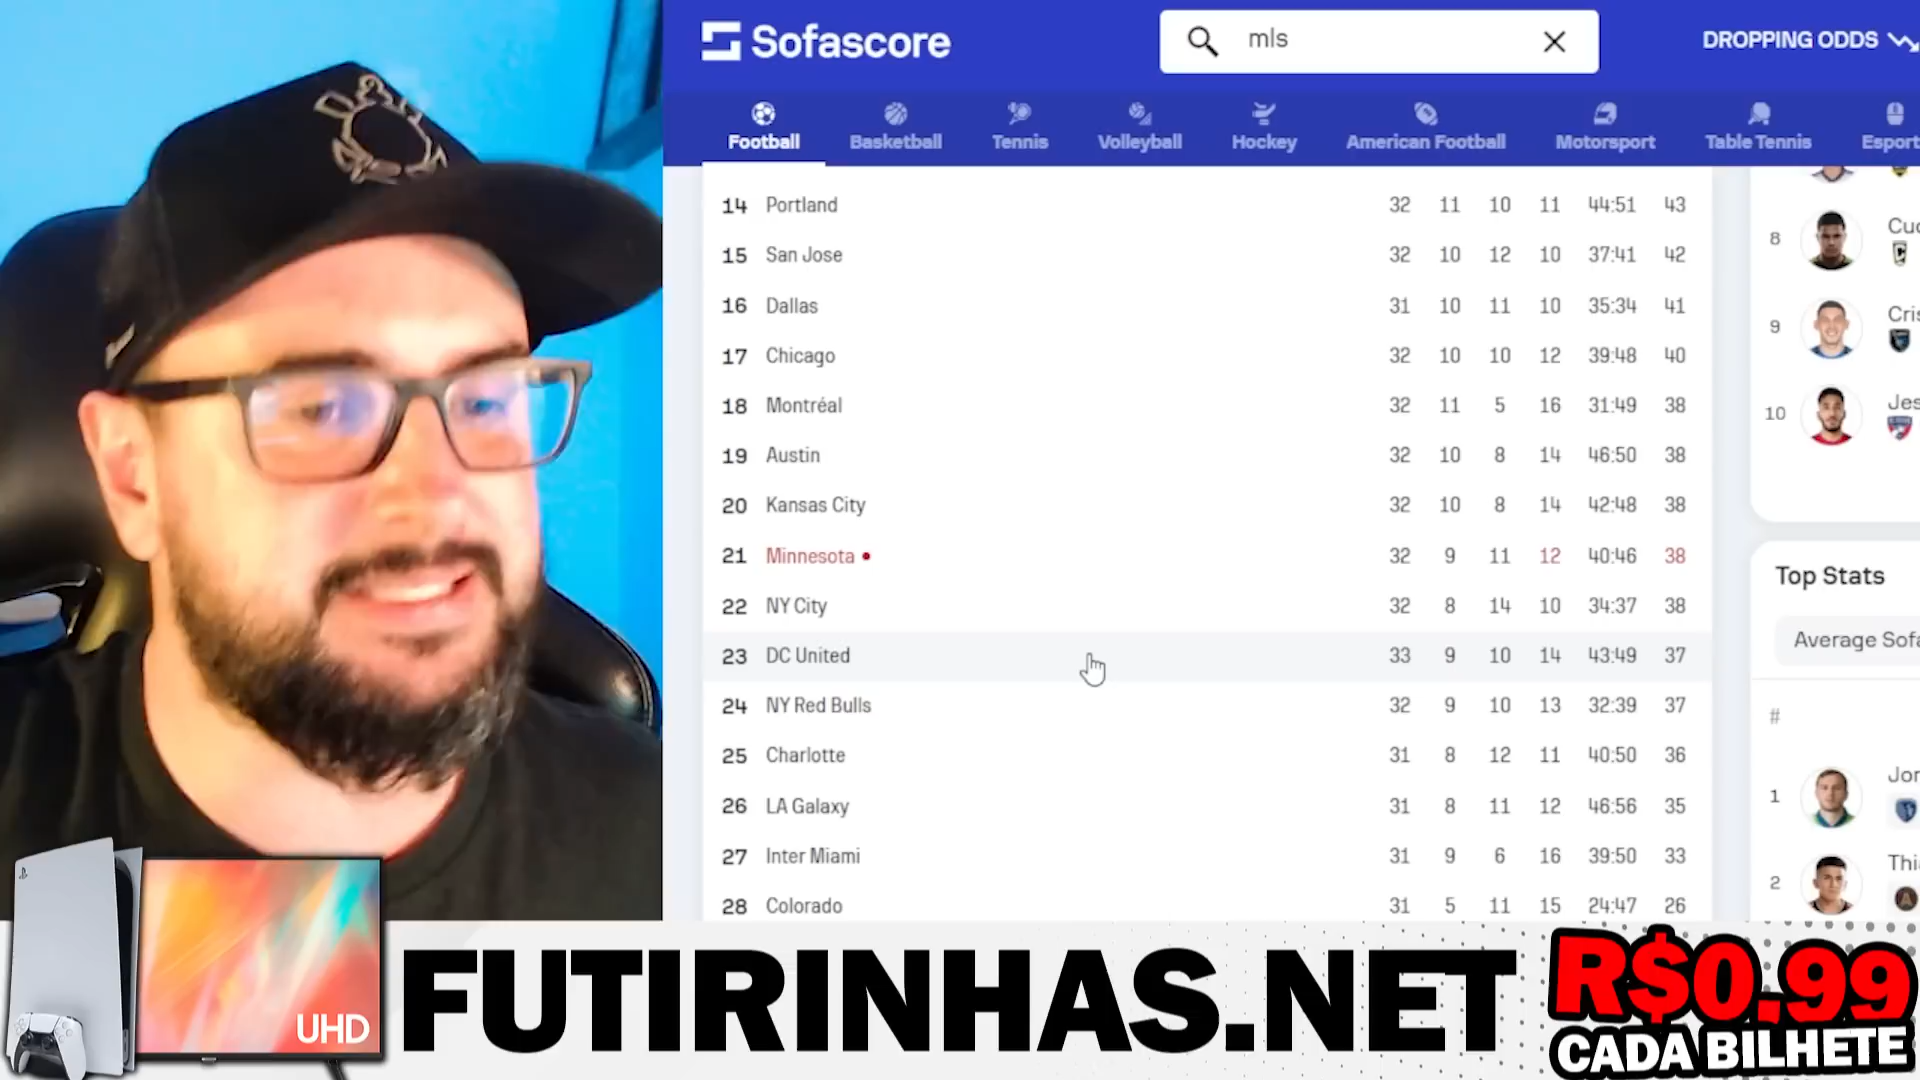 Sofascore
mls
DROPPING ODDS
Football
Basketball
Tennis
Volleyball
Hockey
American Football
Motorsport
Table Tennis
Esport
14 Portland 32 11 10 11 44:51 43
15 San Jose 32 10 12 10 37:41 42
16 Dallas 31 10 11 10 35:34 41
17 Chicago 32 10 10 12 39:48 40
18 Montréal 32 11 5 16 31:49 38
19 Austin 32 10 8 14 46:50 38
20 Kansas City 32 10 8 14 42:48 38
21 Minnesota 32 9 11 12 40:46 38
22 NY City 32 8 14 10 34:37 38
23 DC United 33 9 10 14 43:49 37
24 NY Red Bulls 32 9 10 13 32:39 37
25 Charlotte 31 8 12 11 40:50 36
26 LA Galaxy 31 8 11 12 46:56 35
27 Inter Miami 31 9 6 16 39:50 33
28 Colorado 31 5 11 15 24:47 26
8 Cuc
9 Cris
10 Jes
Top Stats
Average Sofa
#
1 Jor
2 Thi
UHD
FUTIRINHAS.NET
R$0,99
CADA BILHETE